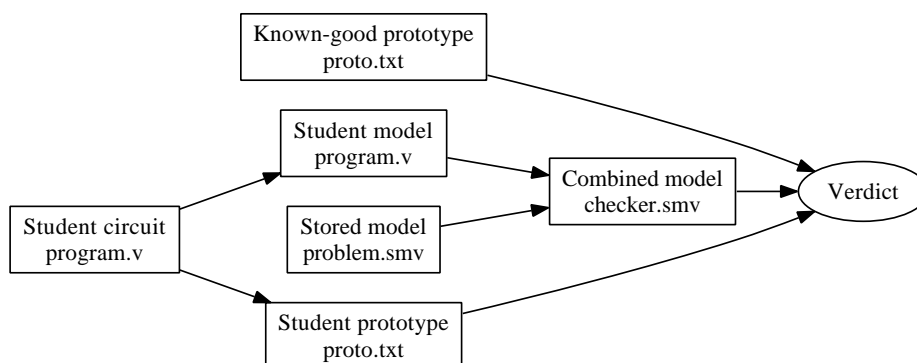 Known-good prototype
proto.txt
Student model
program.v
Combined model
checker.smv
Verdict
Student circuit
program.v
Stored model
problem.smv
Student prototype
proto.txt